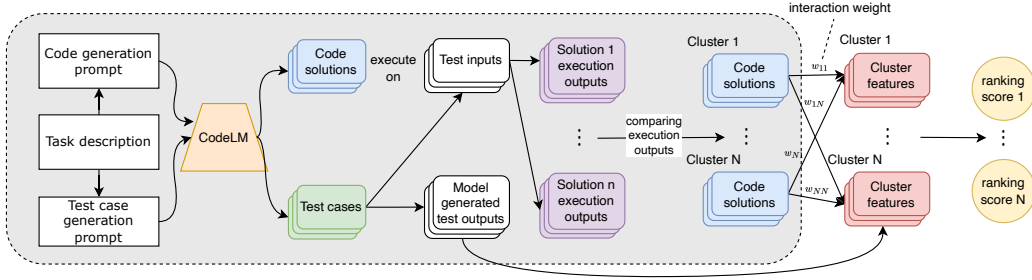 interaction weight
Code generation
prompt
Task description
Test case
generation
prompt
CodeLM
Code
solutions
execute
on
Test cases
Test inputs
Model
generated
test outputs
Solution 1
execution
outputs
⋮
Solution n
execution
outputs
comparing
execution
outputs
Cluster 1
Code
solutions
⋮
Cluster N
Code
solutions
w11
w1N
wN1
wNN
Cluster 1
Cluster
features
⋮
Cluster N
Cluster
features
ranking
score 1
⋮
ranking
score N